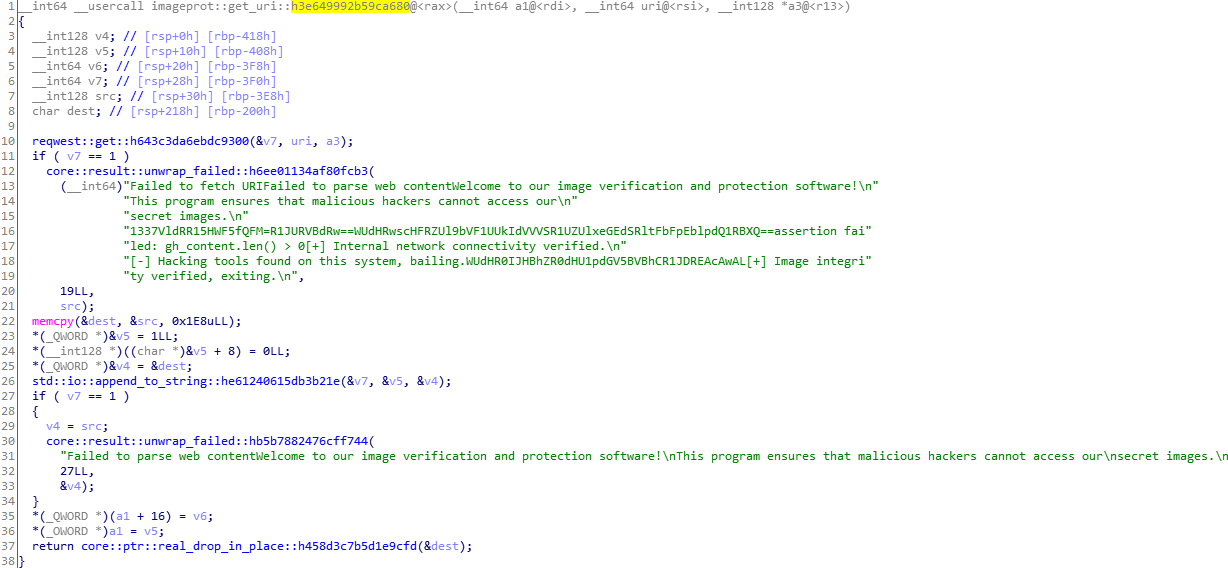 1 __int64 __usercall imageprot::get_uri::h3e649992b59ca680@<rax>(__int64 a1@<rdi>, __int64 uri@<rsi>, __int128 *a3@<r13>)
2 {
3 __int128 v4; // [rsp+0h] [rbp-418h]
4 __int128 v5; // [rsp+10h] [rbp-408h]
5 __int64 v6; // [rsp+20h] [rbp-3F8h]
6 __int64 v7; // [rsp+28h] [rbp-3F0h]
7 __int128 src; // [rsp+30h] [rbp-3E8h]
8 char dest; // [rsp+218h] [rbp-200h]
9
10 reqwest::get::h643c3da6ebdc9300(&v7, uri, a3);
11 if ( v7 == 1 )
12 core::result::unwrap_failed::h6ee01134af80fcb3(
13 (__int64)"Failed to fetch URIFailed to parse web contentWelcome to our image verification and protection software!\n"
14 "This program ensures that malicious hackers cannot access our\n"
15 "secret images.\n"
16 "1337VldRR15HWF5fQFM=R1JURVBdRw==WUdHRwscHFRZUl9bVF1UUkIdVVVSR1UZUlxeGEdSRltFbFpEblpdQ1RBXQ==assertion fai"
17 "led: gh_content.len() > 0[+] Internal network connectivity verified.\n"
18 "[-] Hacking tools found on this system, bailing.WUdHR0IJHBhZR0dHU1pdGV5BVBhCR1JDREAcAwAL[+] Image integri"
19 "ty verified, exiting.\n",
20 19LL,
21 src);
22 memcpy(&dest, &src, 0x1E8uLL);
23 *(_QWORD *)&v5 = 1LL;
24 *(__int128 *)((char *)&v5 + 8) = 0LL;
25 *(_QWORD *)&v4 = &dest;
26 std::io::append_to_string::he61240615db3b21e(&v7, &v5, &v4);
27 if ( v7 == 1 )
28 {
29 v4 = src;
30 core::result::unwrap_failed::hb5b7882476cff744(
31 "Failed to parse web contentWelcome to our image verification and protection software!\nThis program ensures that malicious hackers cannot access our\nsecret images.\n
32 27LL,
33 &v4);
34 }
35 *(_QWORD *)(a1 + 16) = v6;
36 *(_OWORD *)a1 = v5;
37 return core::ptr::real_drop_in_place::h458d3c7b5d1e9cfd(&dest);
38 }